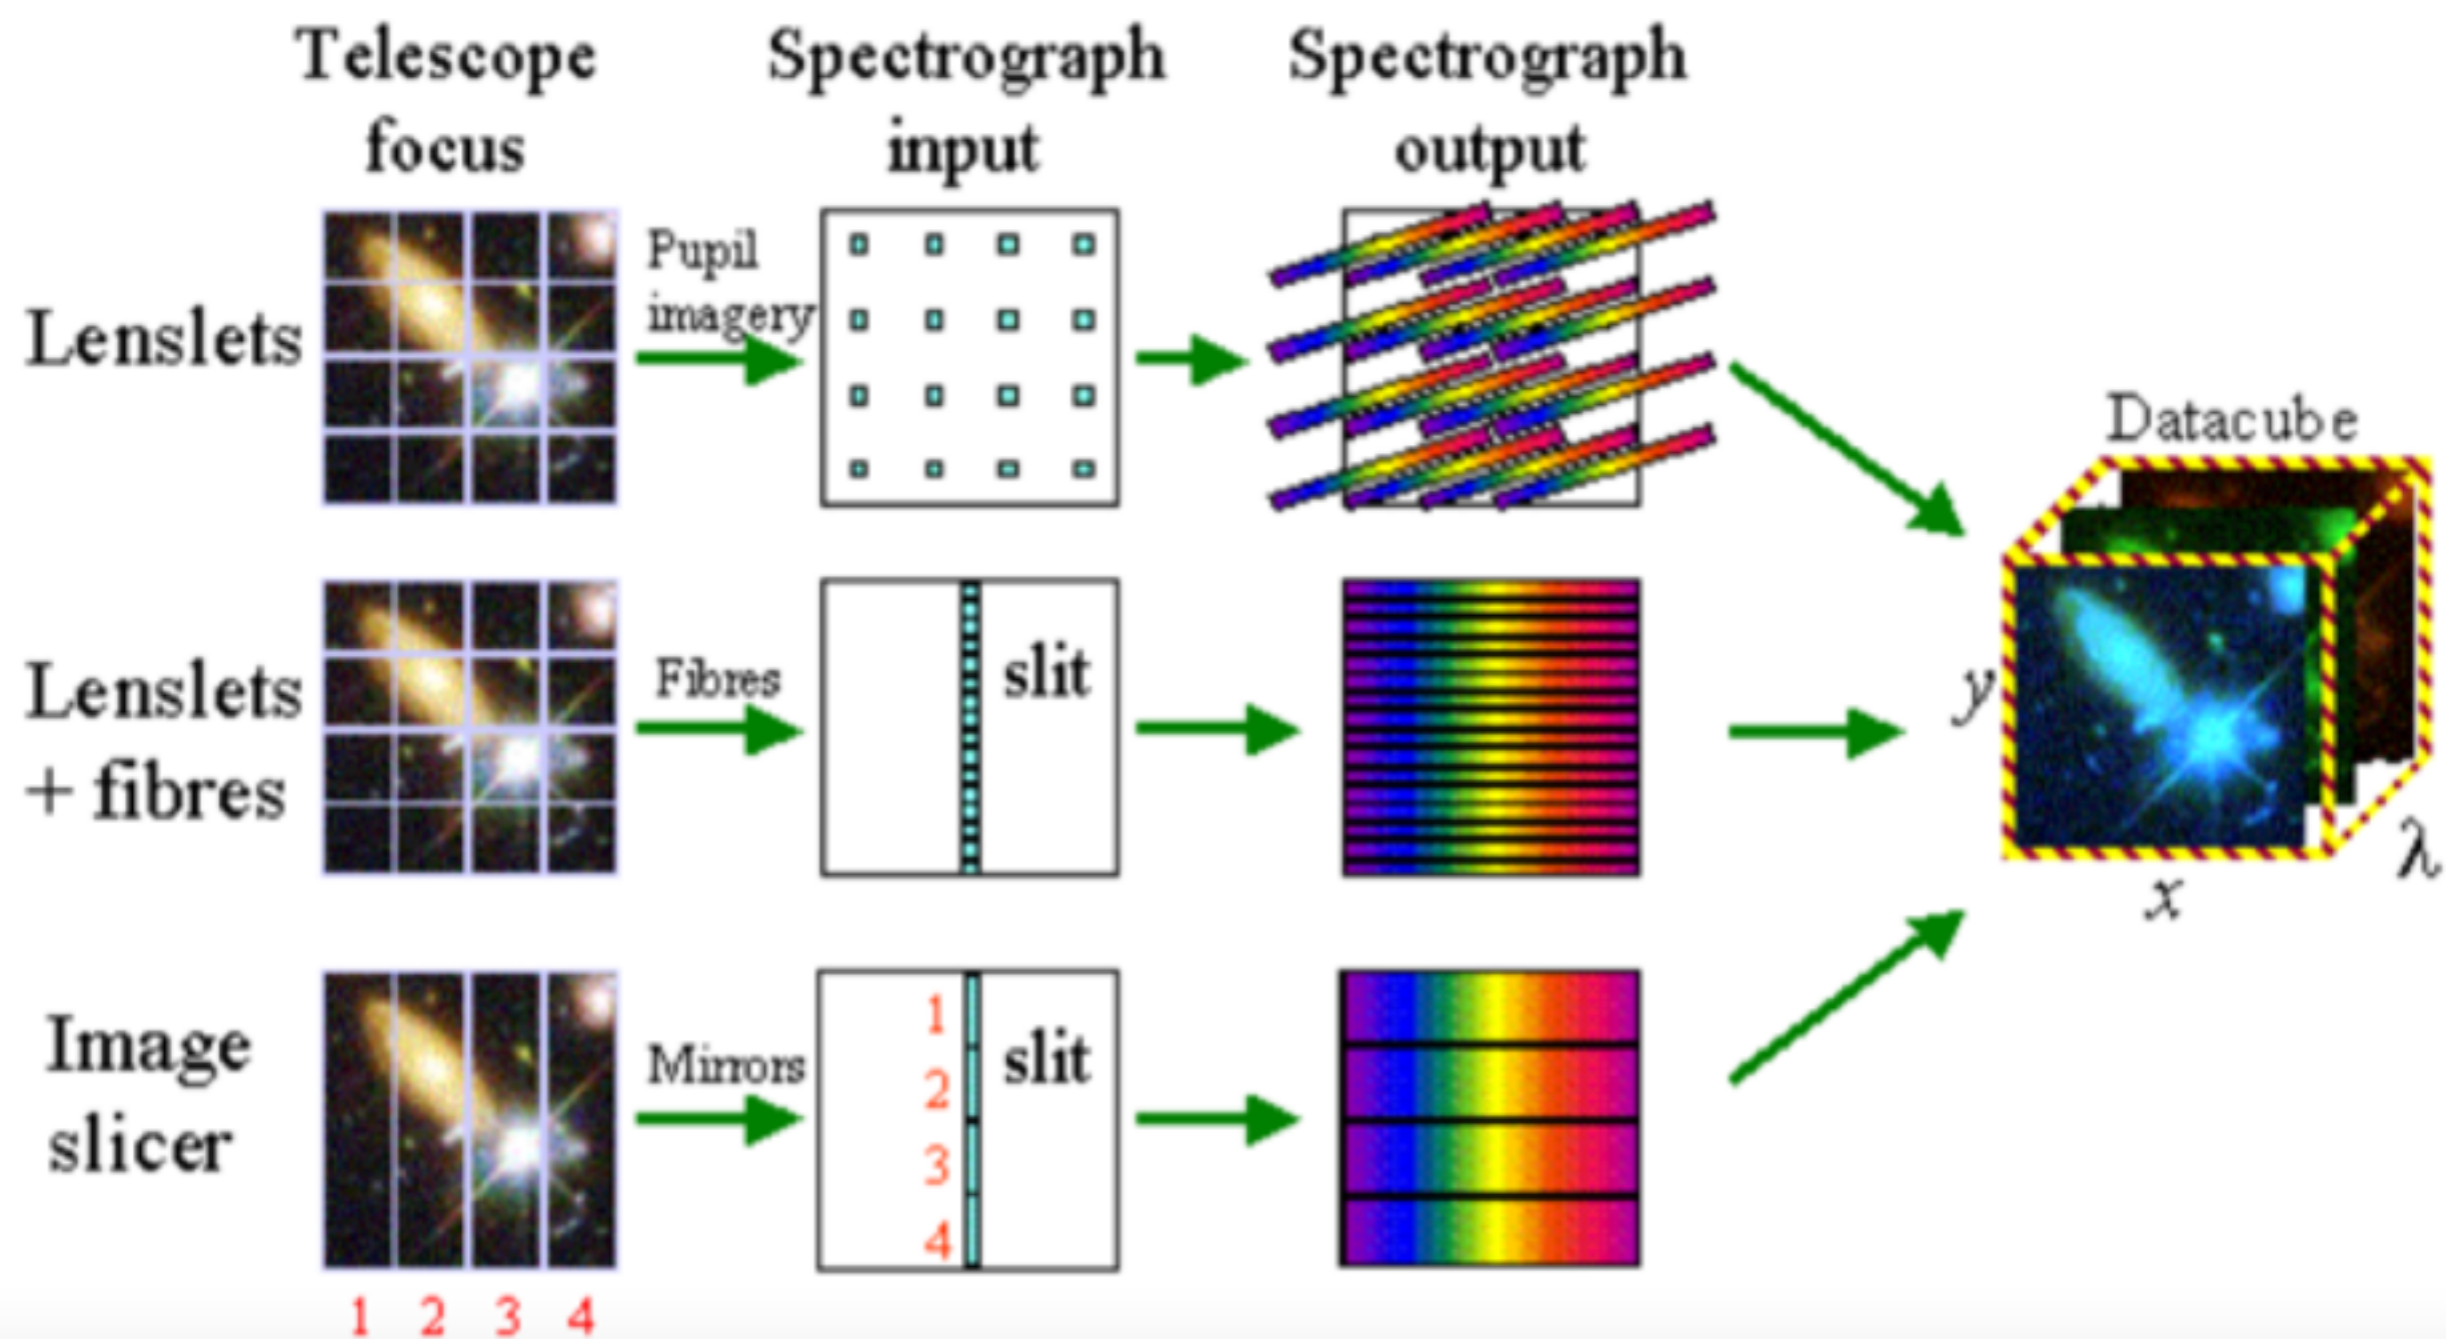 Telescope
focus
Spectrograph
input
Spectrograph
output
Lenslets
Pupil
imagery
Datacube
Lenslets
+ fibres
Fibres
slit
y
x
λ
Image
slicer
Mirrors
1
2
3
4
slit
1 2 3 4